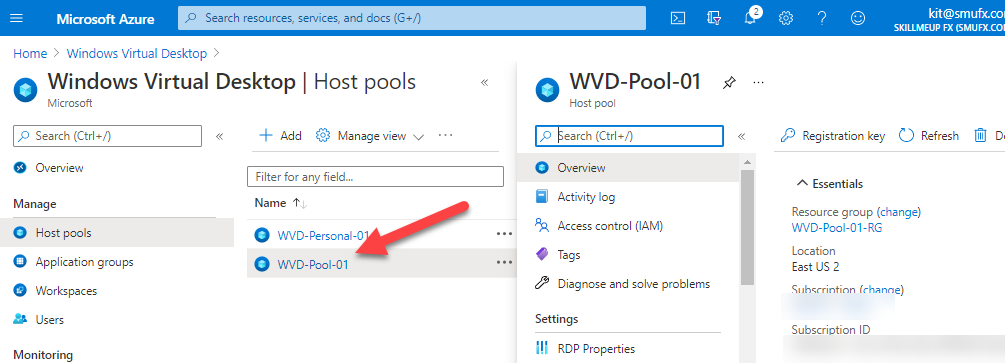 Microsoft Azure
Search resources, services, and docs (G+/)
2
kit@smufx.com
SKILLMEUP FX (SMUFX.COM
Home > Windows Virtual Desktop >
Windows Virtual Desktop | Host pools
Microsoft
Search (Ctrl+/)
Overview
Manage
Host pools
Application groups
Workspaces
Users
Monitoring
Add
Manage view
Filter for any field...
Name
WVD-Personal-01
WVD-Pool-01
WVD-Pool-01
Host pool
Search (Ctrl+/)
Overview
Activity log
Access control (IAM)
Tags
Diagnose and solve problems
Settings
RDP Properties
Registration key
Refresh
De
Essentials
Resource group (change)
WVD-Pool-01-RG
Location
East US 2
Subscription (change)
Subscription ID